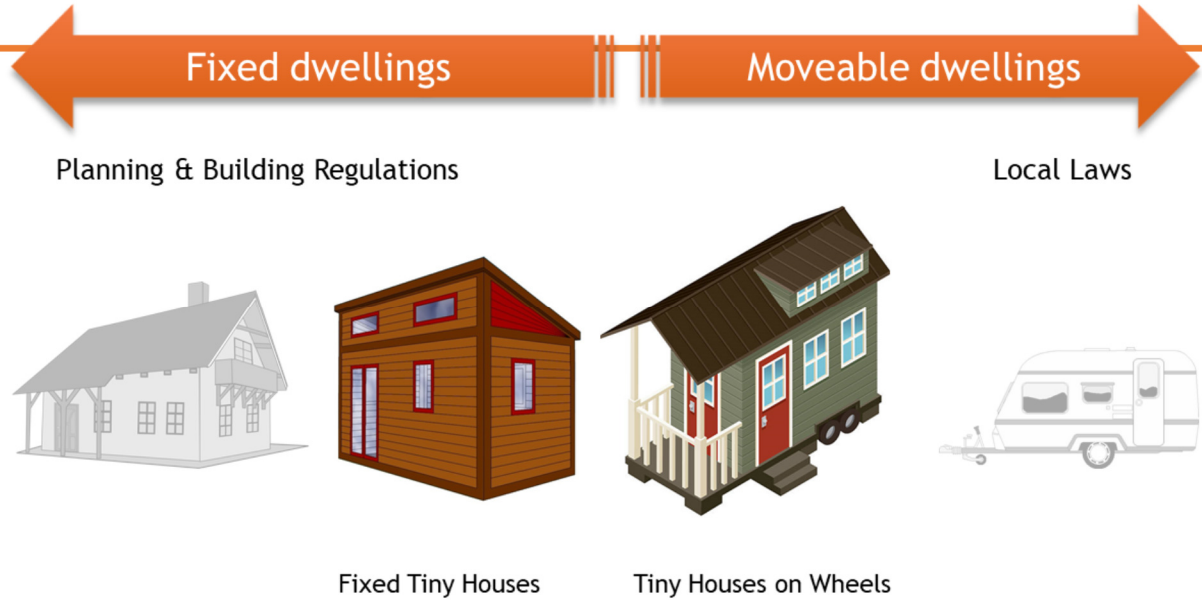 Fixed dwellings
Moveable dwellings
Planning & Building Regulations
Local Laws
Fixed Tiny Houses
Tiny Houses on Wheels